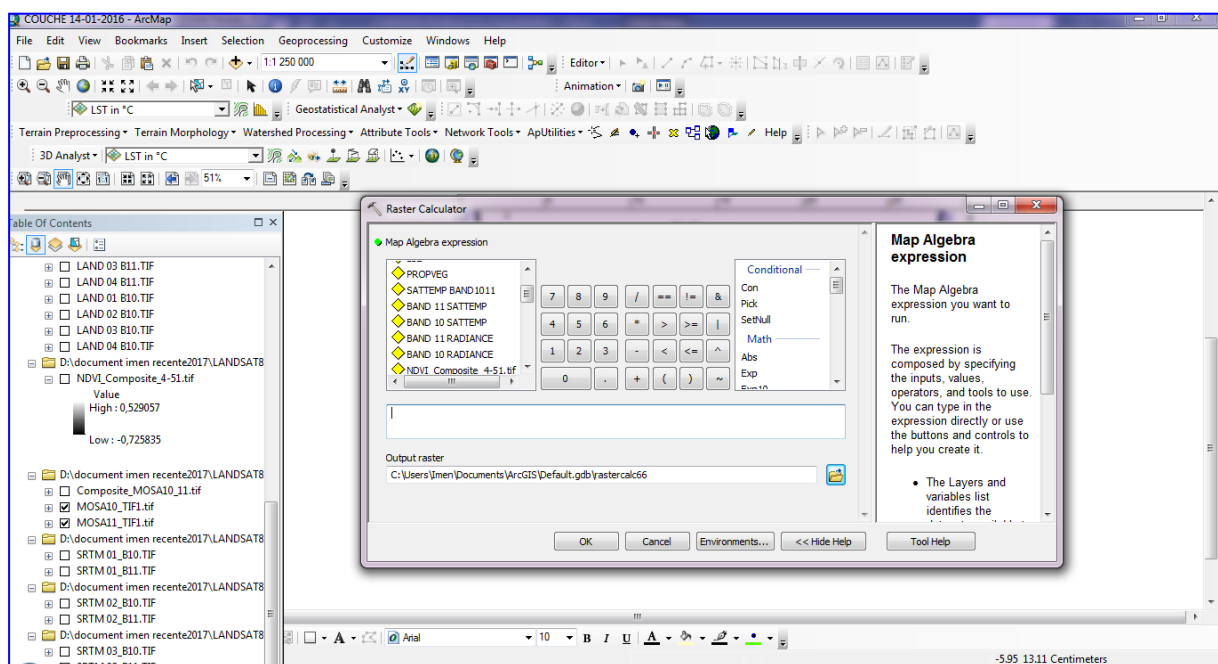 COUCHE 14-01-2016 - ArcMap
File Edit View Bookmarks Insert Selection Geoprocessing Customize Windows Help
1:1 250 000 Editor
Animation
LST in °C Geostatistical Analyst
Terrain Preprocessing Terrain Morphology Watershed Processing Attribute Tools Network Tools ApUtilities Help
3D Analyst LST in °C
51%
Table Of Contents
LAND 03 B11.TIF
LAND 04 B11.TIF
LAND 01 B10.TIF
LAND 02 B10.TIF
LAND 03 B10.TIF
LAND 04 B10.TIF
D:\document imen recente2017\LANDSAT8
NDVI_Composite_4-51.tif
Value
High : 0,529057
Low : -0,725835
D:\document imen recente2017\LANDSAT8
Composite_MOSA10_11.tif
MOSA10_TIF1.tif
MOSA11_TIF1.tif
D:\document imen recente2017\LANDSAT8
SRTM 01_B10.TIF
SRTM 01_B11.TIF
D:\document imen recente2017\LANDSAT8
SRTM 02_B10.TIF
SRTM 02_B11.TIF
D:\document imen recente2017\LANDSAT8
SRTM 03_B10.TIF
Raster Calculator
Map Algebra expression
PROPVEG
SATTEMP BAND1011
BAND 11 SATTEMP
BAND 10 SATTEMP
BAND 11 RADIANCE
BAND 10 RADIANCE
NDVI_Composite_4-51.tif
7 8 9 / == != &
4 5 6 * > >= |
1 2 3 - < <= ^
0 . + ( ) ~
Conditional
Con
Pick
SetNull
Math
Abs
Exp
Exp10
Output raster
C:\Users\Imen\Documents\ArcGIS\Default.gdb\rastercalc66
OK Cancel Environments... << Hide Help Tool Help
Map Algebra
expression
The Map Algebra
expression you want to
run.
The expression is
composed by specifying
the inputs, values,
operators, and tools to use.
You can type in the
expression directly or use
the buttons and controls to
help you create it.
• The Layers and
variables list
identifies the
A Arial 10 B I U A
-5.95 13.11 Centimeters